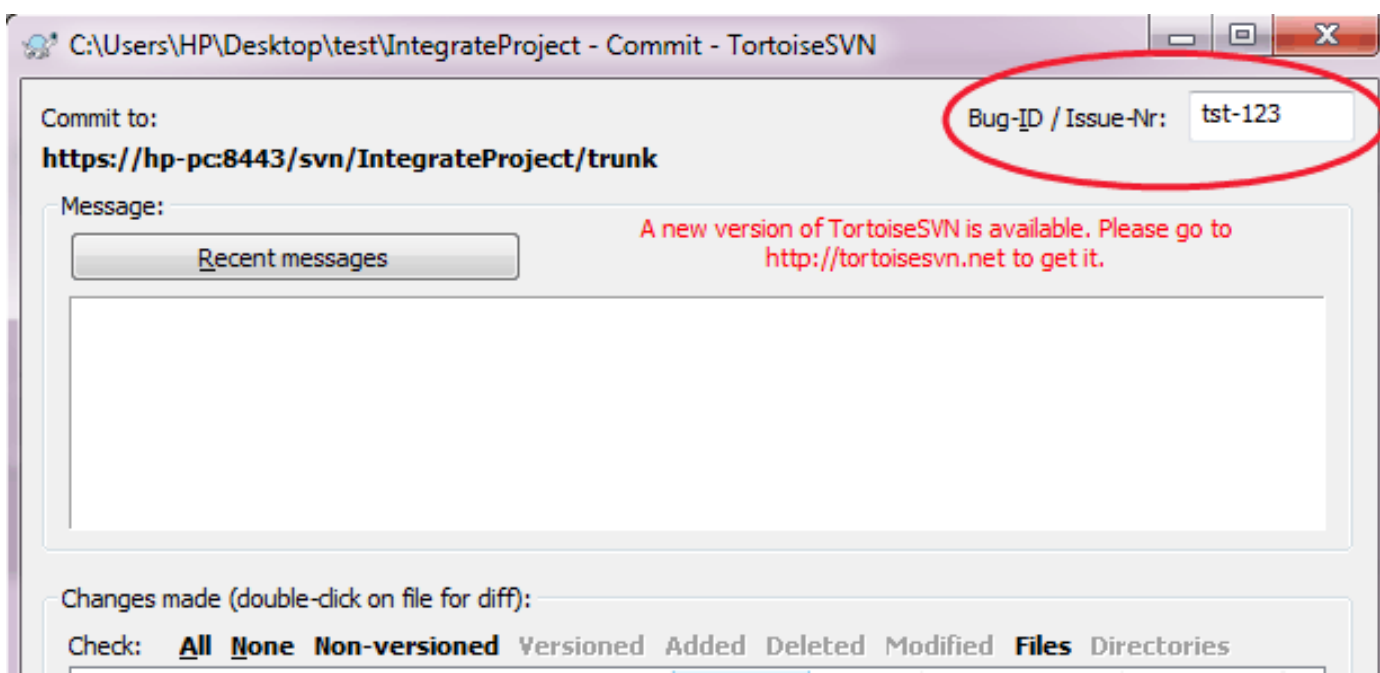 C:\Users\HP\Desktop\test\IntegrateProject - Commit - TortoiseSVN
Commit to:
Bug-ID / Issue-Nr: tst-123
https://hp-pc:8443/svn/IntegrateProject/trunk
Message:
Recent messages
A new version of TortoiseSVN is available. Please go to
http://tortoisesvn.net to get it.
Changes made (double-click on file for diff):
Check: All None Non-versioned Versioned Added Deleted Modified Files Directories